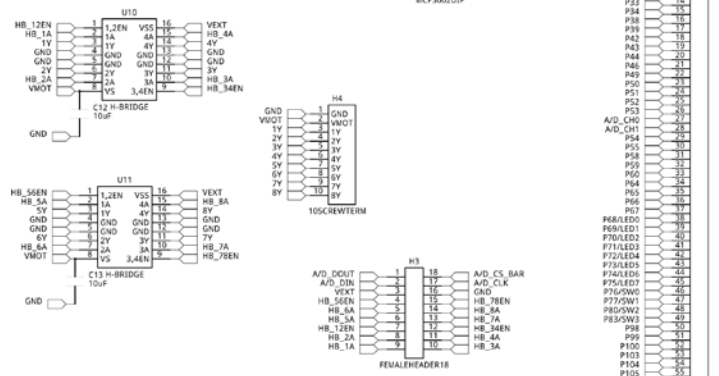 U10
HB_12EN 1 1,2EN VSS 16 VEXT
HB_1A 2 1A 4A 15 HB_4A
1Y 3 1Y 4Y 14 4Y
GND 4 GND GND 13 GND
GND 5 GND GND 12 GND
2Y 6 2Y 3Y 11 3Y
HB_2A 7 2A 3A 10 HB_3A
VMOT 8 VS 3,4EN 9 HB_34EN
C12 H-BRIDGE
10uF
GND
U11
HB_56EN 1 1,2EN VSS 16 VEXT
HB_5A 2 1A 4A 15 HB_8A
5Y 3 1Y 4Y 14 8Y
GND 4 GND GND 13 GND
GND 5 GND GND 12 GND
6Y 6 2Y 3Y 11 7Y
HB_6A 7 2A 3A 10 HB_7A
VMOT 8 VS 3,4EN 9 HB_78EN
C13 H-BRIDGE
10uF
GND
H4
GND 1 GND
VMOT 2 VMOT
1Y 3 1Y
2Y 4 2Y
3Y 5 3Y
4Y 6 4Y
5Y 7 5Y
6Y 8 6Y
7Y 9 7Y
8Y 10 8Y
10SCREWTERM
H3
A/D_DOUT 1 18 A/D_CS_BAR
A/D_DIN 2 17 A/D_CLK
VEXT 3 16 GND
HB_56EN 4 15 HB_78EN
HB_6A 5 14 HB_8A
HB_5A 6 13 HB_7A
HB_12EN 7 12 HB_34EN
HB_2A 8 11 HB_4A
HB_1A 9 10 HB_3A
FEMALEHEADER18
P33 14
P34 15
P38 16
P39 17
P42 18
P43 19
P44 20
P46 21
P49 22
P50 23
P51 24
P52 25
P53 26
A/D_CH0 27
A/D_CH1 28
P54 29
P55 30
P58 31
P59 32
P60 33
P64 34
P65 35
P66 36
P67 37
P68/LED0 38
P69/LED1 39
P70/LED2 40
P71/LED3 41
P72/LED4 42
P73/LED5 43
P74/LED6 44
P75/LED7 45
P76/SW0 46
P77/SW1 47
P80/SW2 48
P83/SW3 49
P98 50
P99 51
P100 52
P103 53
P104 54
P105 55